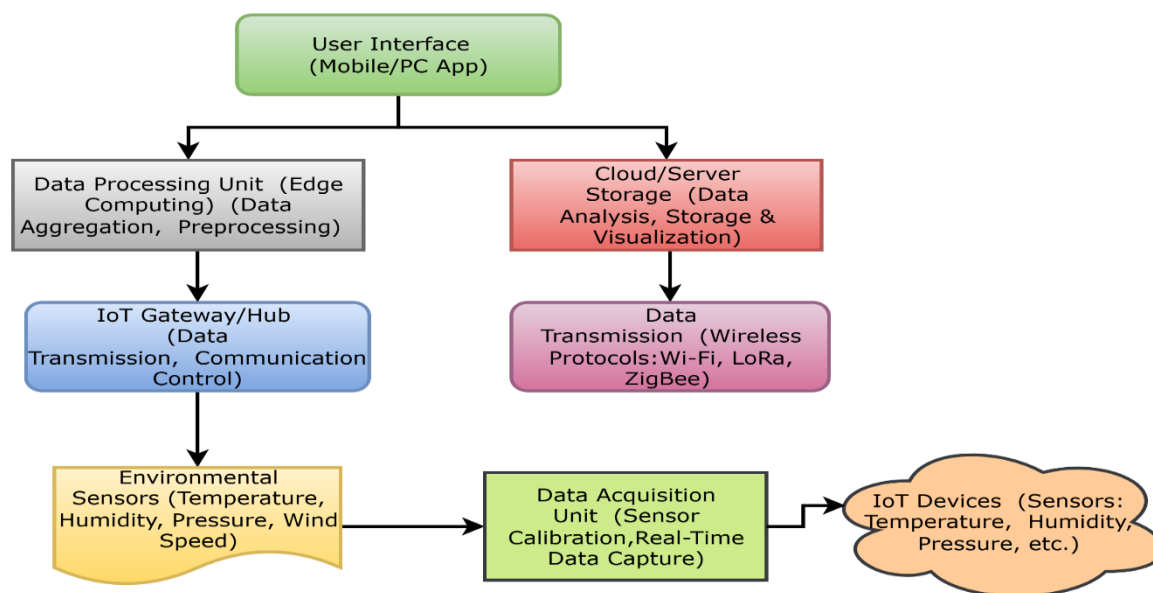 User Interface
(Mobile/PC App)
Data Processing Unit (Edge
Computing) (Data
Aggregation, Preprocessing)
Cloud/Server
Storage (Data
Analysis, Storage &
Visualization)
IoT Gateway/Hub
(Data
Transmission, Communication
Control)
Data
Transmission (Wireless
Protocols:Wi-Fi, LoRa,
ZigBee)
Environmental
Sensors (Temperature,
Humidity, Pressure, Wind
Speed)
Data Acquisition
Unit (Sensor
Calibration,Real-Time
Data Capture)
IoT Devices (Sensors:
Temperature, Humidity,
Pressure, etc.)